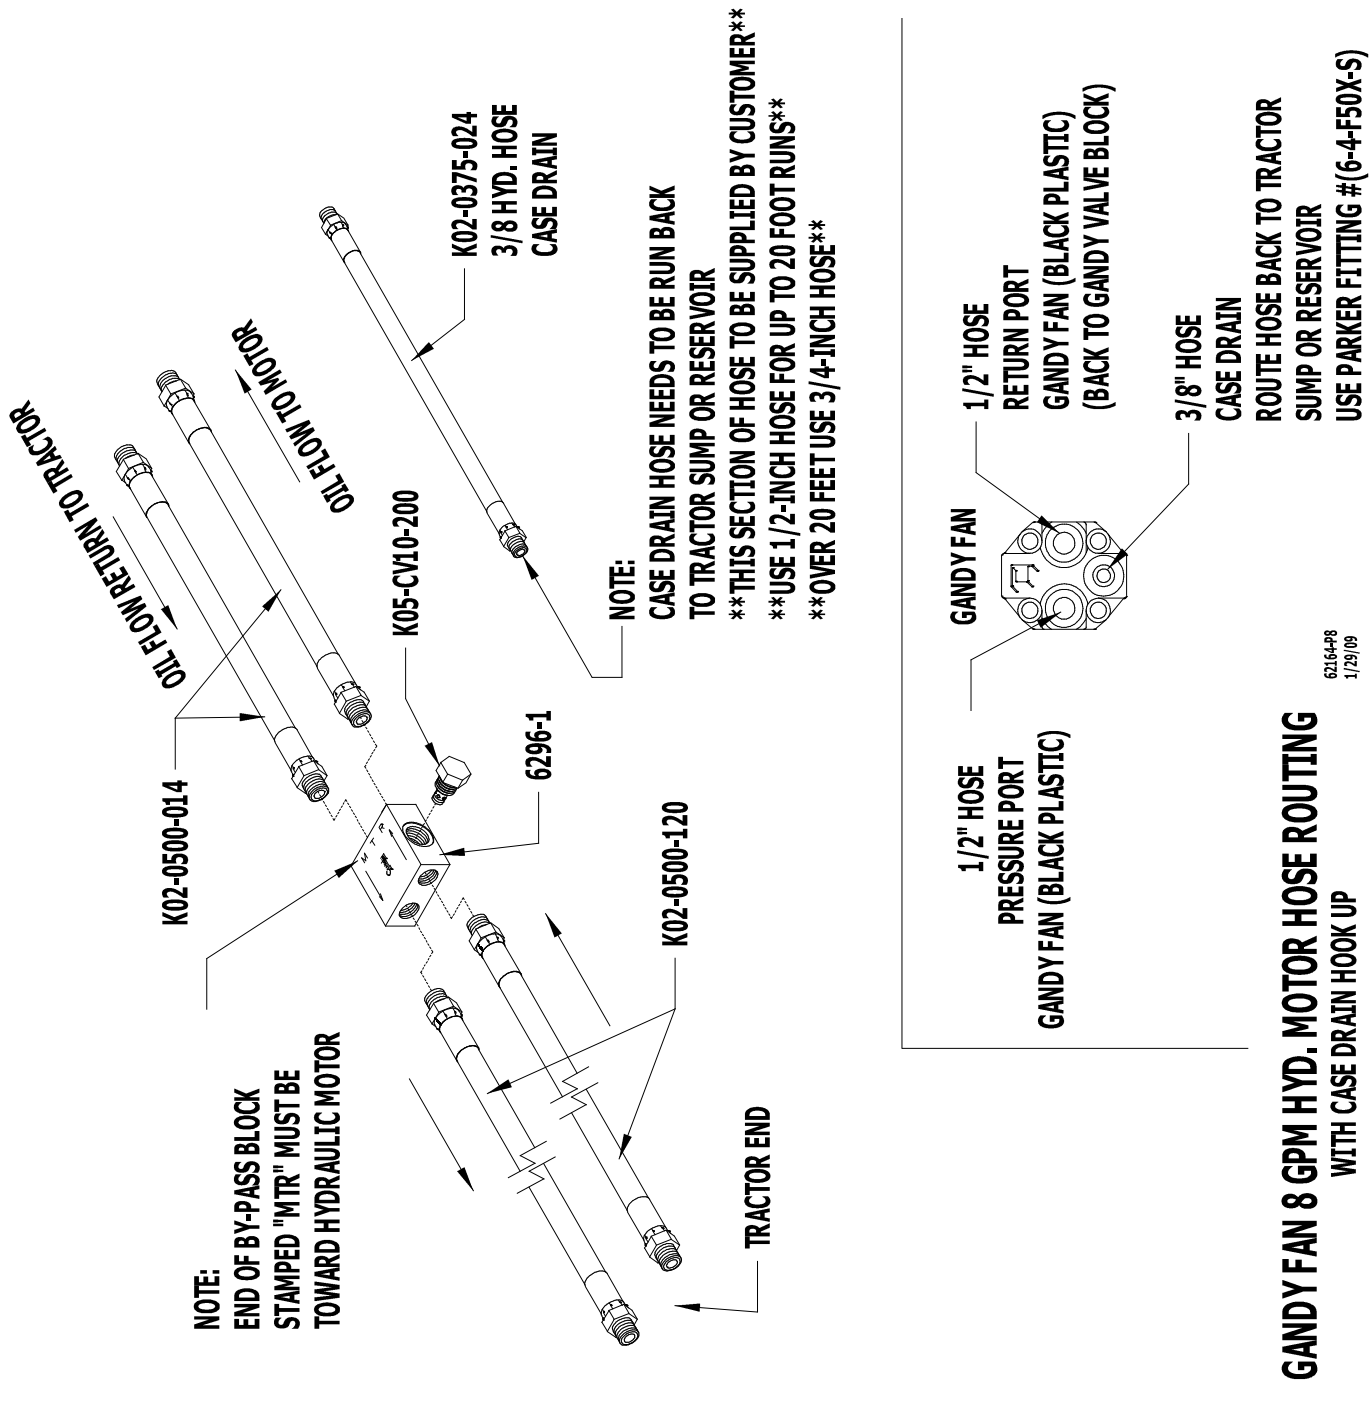 OIL FLOW RETURN TO TRACTOR
OIL FLOW TO MOTOR
K02-0500-014
NOTE:
END OF BY-PASS BLOCK
STAMPED "MTR" MUST BE
TOWARD HYDRAULIC MOTOR
M T R
K05-CV10-200
6296-1
K02-0500-120
TRACTOR END
K02-0375-024
3/8 HYD. HOSE
CASE DRAIN
NOTE:
CASE DRAIN HOSE NEEDS TO BE RUN BACK
TO TRACTOR SUMP OR RESERVOIR
**THIS SECTION OF HOSE TO BE SUPPLIED BY CUSTOMER**
**USE 1/2-INCH HOSE FOR UP TO 20 FOOT RUNS**
**OVER 20 FEET USE 3/4-INCH HOSE**
GANDY FAN
1/2" HOSE
PRESSURE PORT
GANDY FAN (BLACK PLASTIC)
1/2" HOSE
RETURN PORT
GANDY FAN (BLACK PLASTIC)
(BACK TO GANDY VALVE BLOCK)
3/8" HOSE
CASE DRAIN
ROUTE HOSE BACK TO TRACTOR
SUMP OR RESERVOIR
USE PARKER FITTING #(6-4-F50X-S)
GANDY FAN 8 GPM HYD. MOTOR HOSE ROUTING
WITH CASE DRAIN HOOK UP
62164-P8
1/29/09